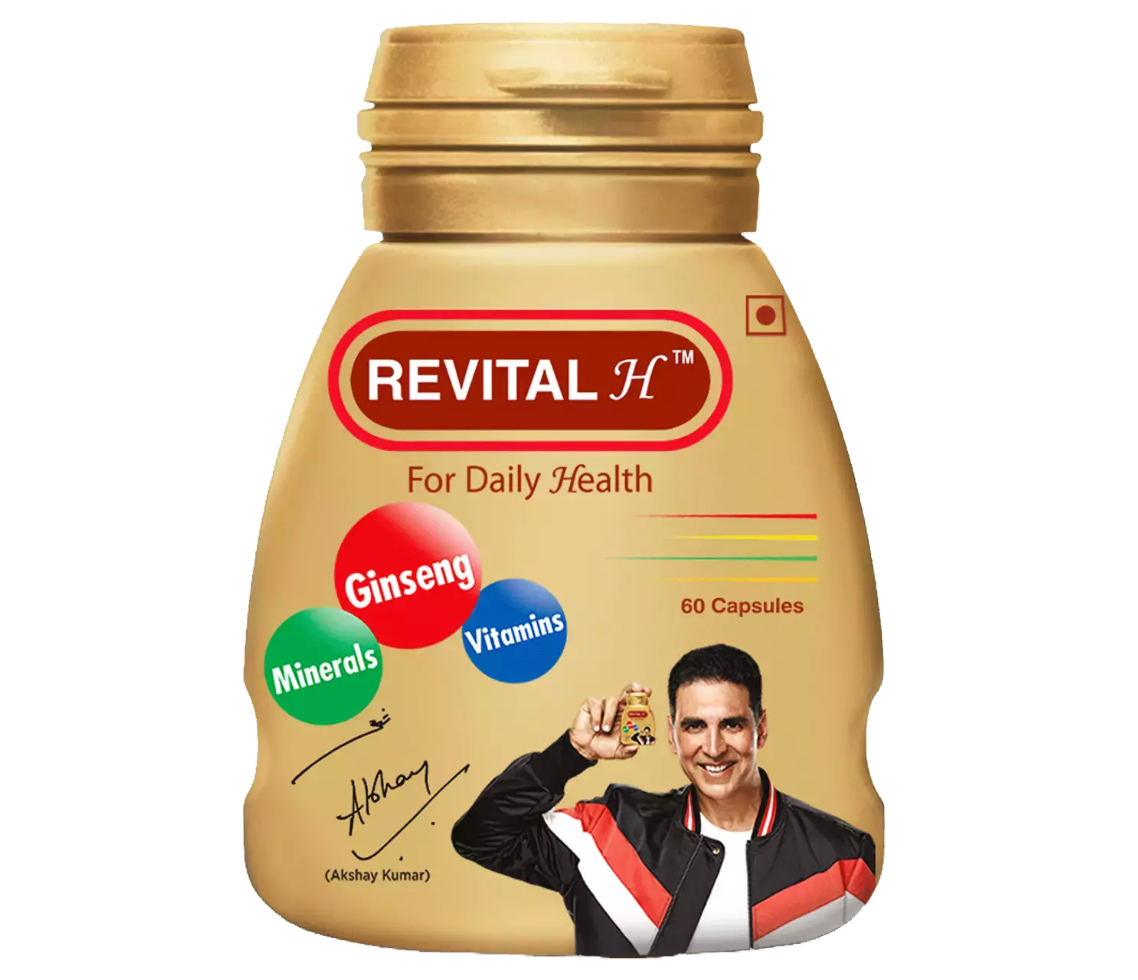 REVITAL H™
For Daily Health
Ginseng
Vitamins
Minerals
60 Capsules
Akshay
(Akshay Kumar)